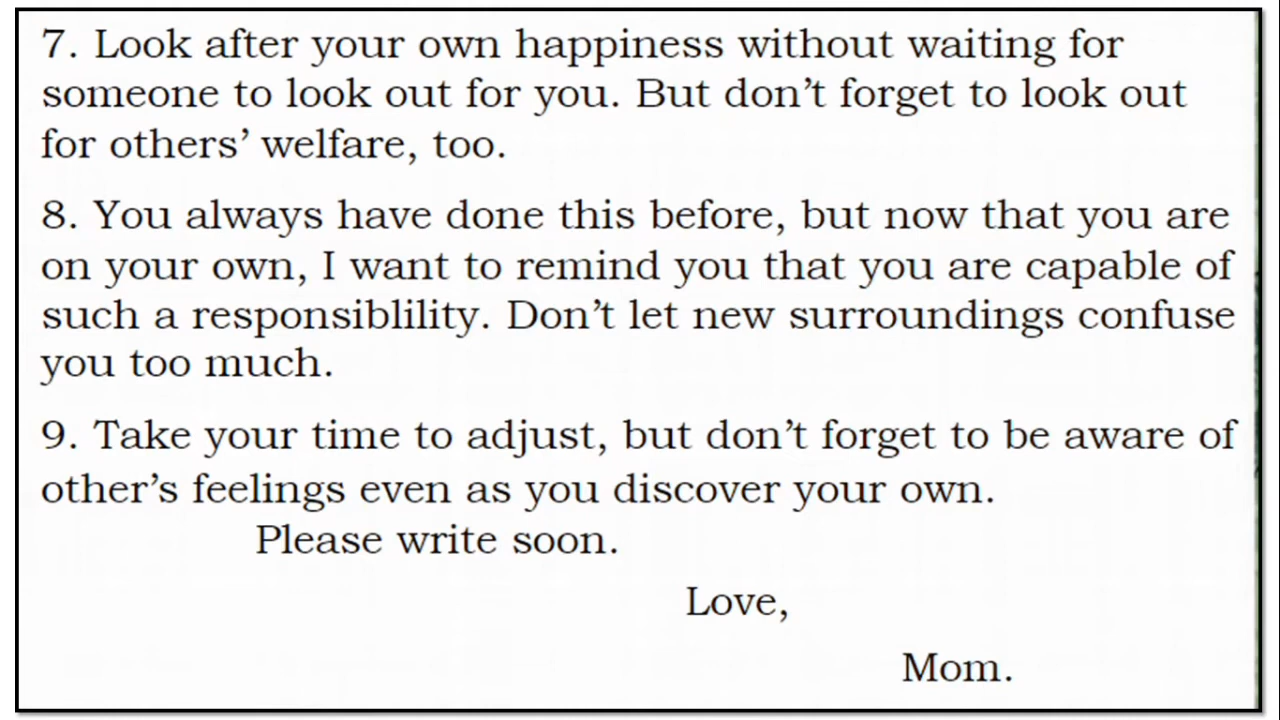 7. Look after your own happiness without waiting for
someone to look out for you. But don’t forget to look out
for others’ welfare, too.
8. You always have done this before, but now that you are
on your own, I want to remind you that you are capable of
such a responsiblility. Don’t let new surroundings confuse
you too much.
9. Take your time to adjust, but don’t forget to be aware of
other’s feelings even as you discover your own.
Please write soon.
Love,
Mom.